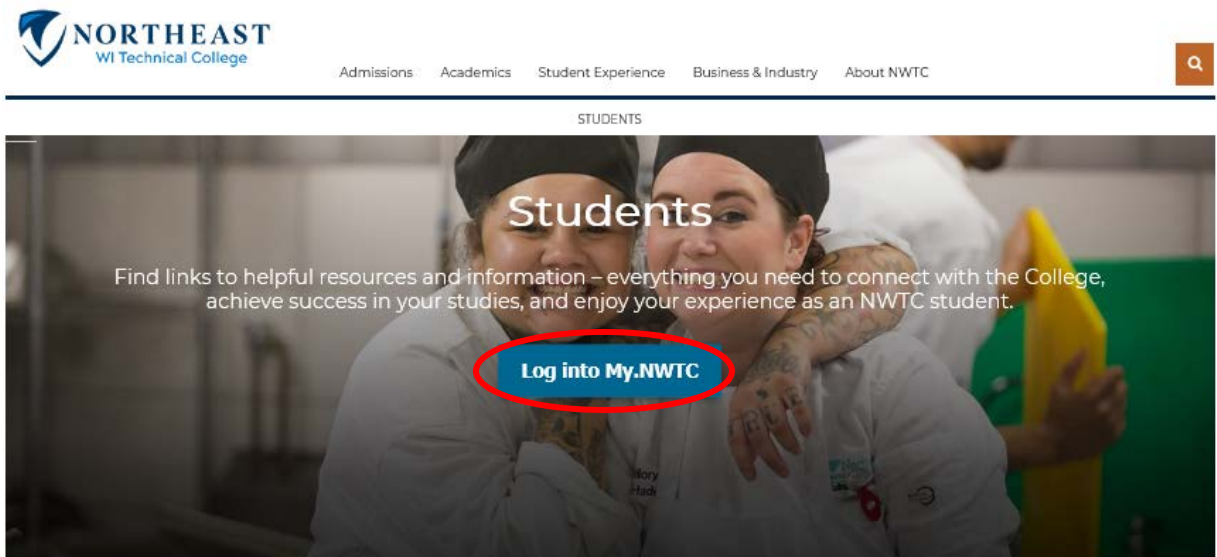 NORTHEAST
WI Technical College
Admissions Academics Student Experience Business & Industry About NWTC
STUDENTS
Students
Find links to helpful resources and information – everything you need to connect with the College,
achieve success in your studies, and enjoy your experience as an NWTC student.
Log into My.NWTC